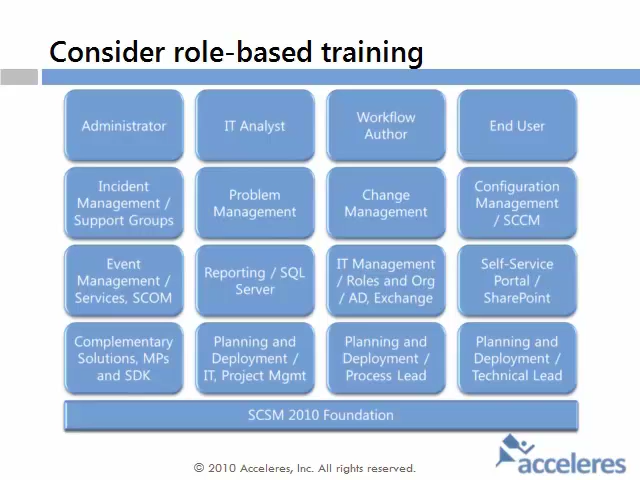 Consider role-based training
Administrator
IT Analyst
Workflow
Author
End User
Incident
Management /
Support Groups
Problem
Management
Change
Management
Configuration
Management
/ SCCM
Event
Management /
Services, SCOM
Reporting / SQL
Server
IT Management
/ Roles and Org
/ AD, Exchange
Self-Service
Portal /
SharePoint
Complementary
Solutions, MPs
and SDK
Planning and
Deployment /
IT, Project Mgmt
Planning and
Deployment /
Process Lead
Planning and
Deployment /
Technical Lead
SCSM 2010 Foundation
© 2010 Acceleres, Inc. All rights reserved.
acceleres